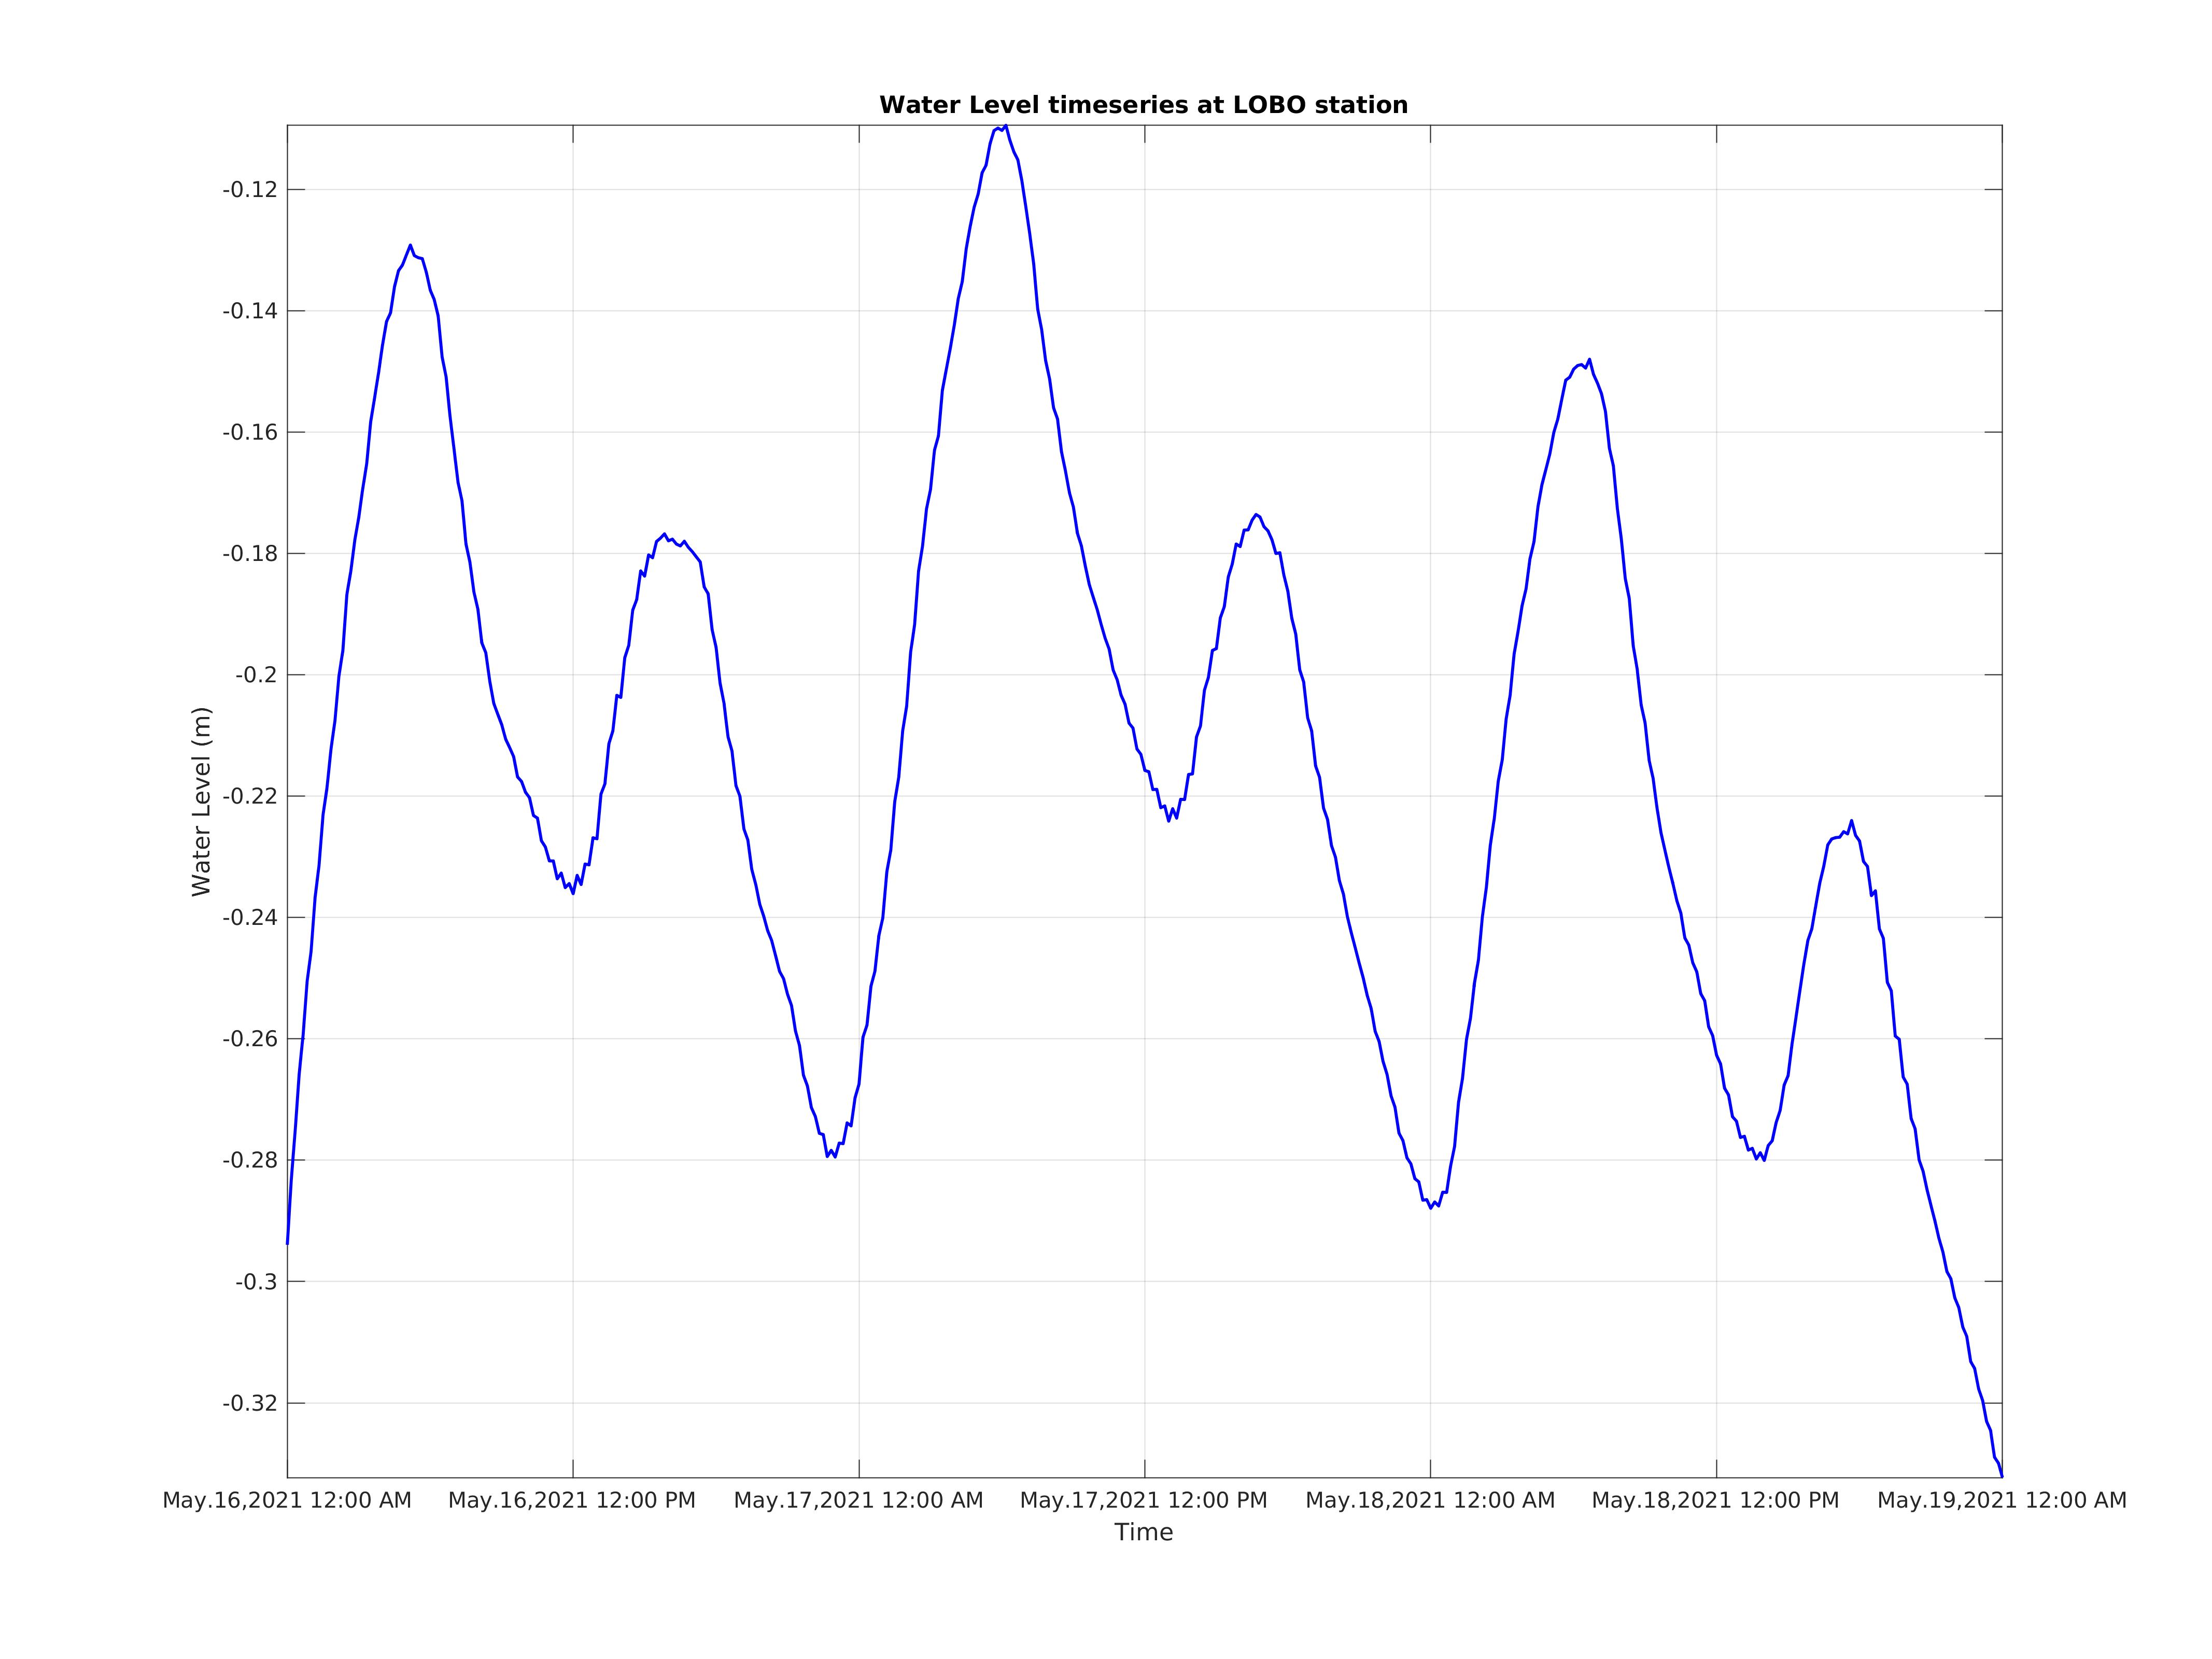 Water Level timeseries at LOBO station
-0.12
-0.14
-0.16
-0.18
-0.2
-0.22
-0.24
-0.26
-0.28
-0.3
-0.32
Water Level (m)
May.16,2021 12:00 AM May.16,2021 12:00 PM May.17,2021 12:00 AM May.17,2021 12:00 PM May.18,2021 12:00 AM May.18,2021 12:00 PM May.19,2021 12:00 AM
Time